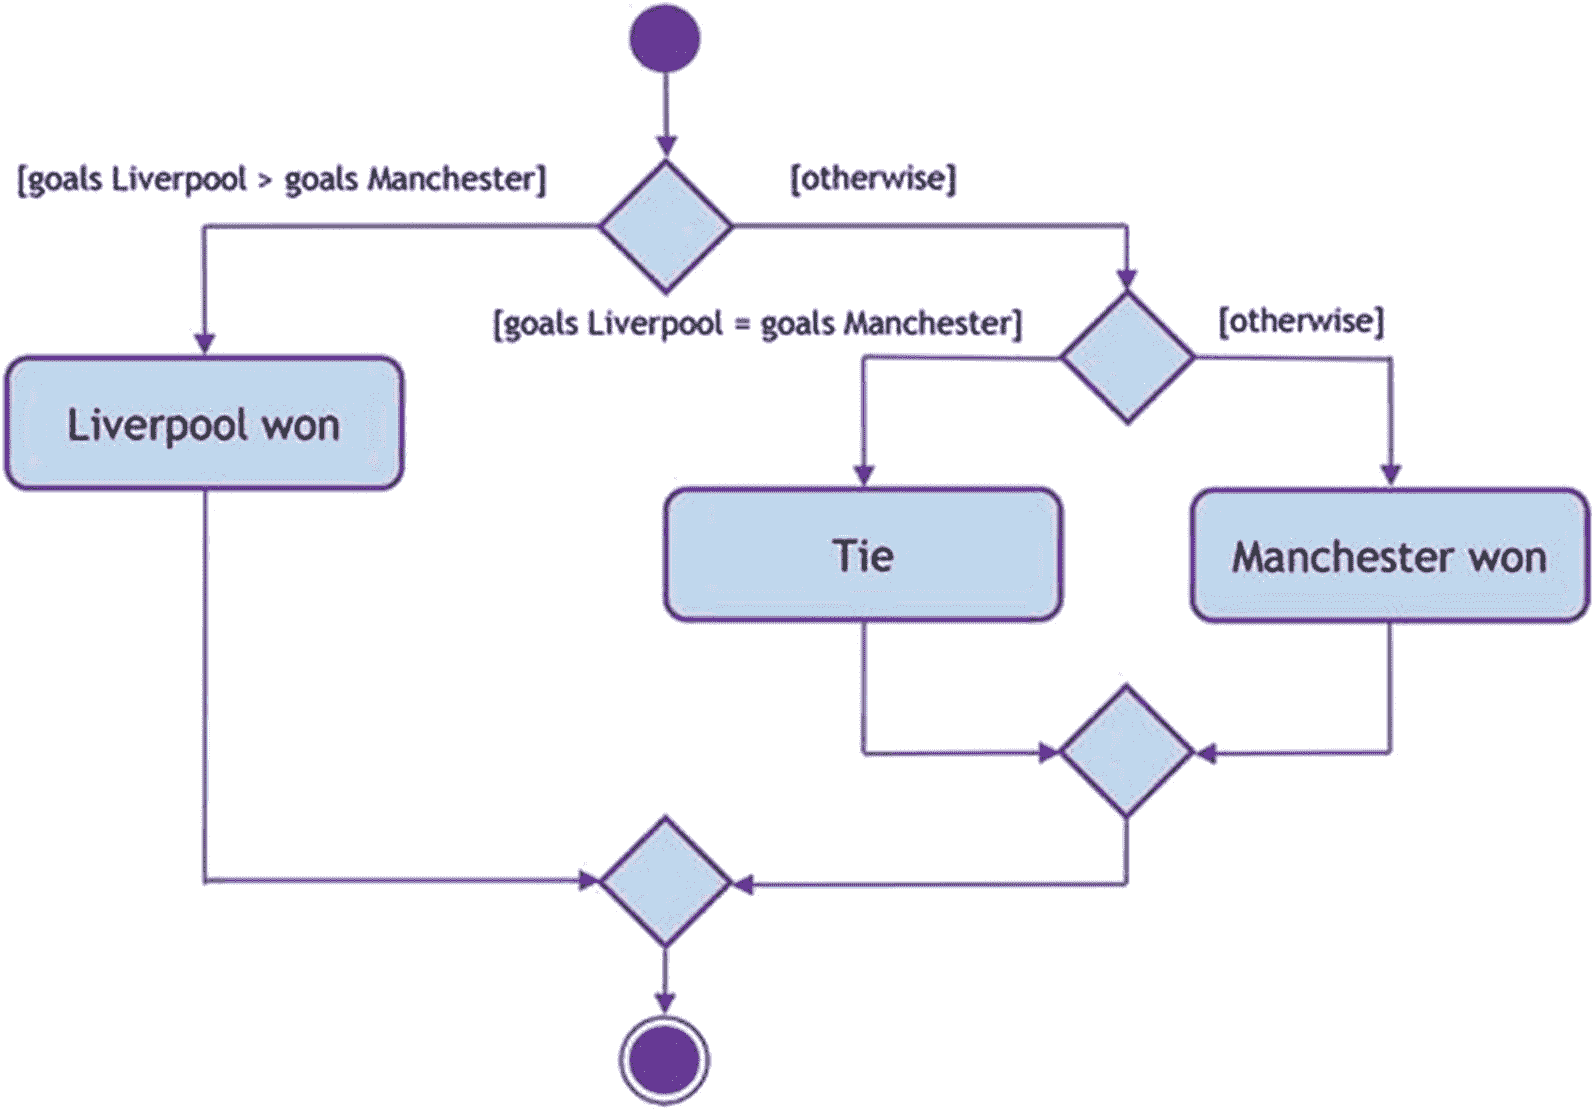 [goals Liverpool > goals Manchester]
[otherwise]
[goals Liverpool = goals Manchester]
[otherwise]
Liverpool won
Tie
Manchester won